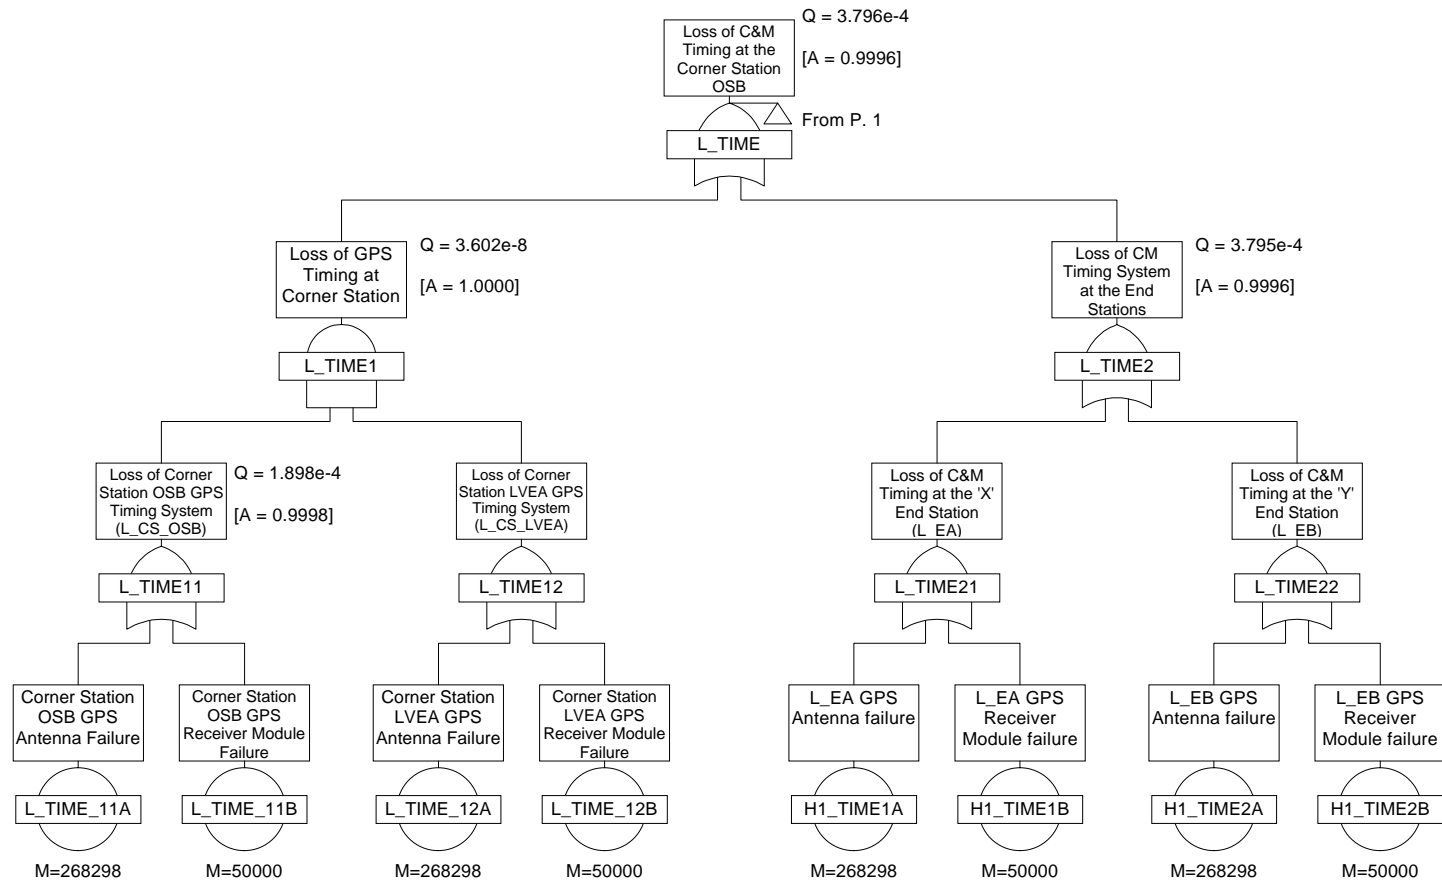 Loss of C&M
Timing at the
Corner Station
OSB
Q = 3.796e-4
[A = 0.9996]
From P. 1
L_TIME
Loss of GPS
Timing at
Corner Station
Q = 3.602e-8
[A = 1.0000]
L_TIME1
Loss of CM
Timing System
at the End
Stations
Q = 3.795e-4
[A = 0.9996]
L_TIME2
Loss of Corner
Station OSB GPS
Timing System
(L_CS_OSB)
Q = 1.898e-4
[A = 0.9998]
L_TIME11
Loss of Corner
Station LVEA GPS
Timing System
(L_CS_LVEA)
L_TIME12
Loss of C&M
Timing at the 'X'
End Station
(L_EA)
L_TIME21
Loss of C&M
Timing at the 'Y'
End Station
(L_EB)
L_TIME22
Corner Station
OSB GPS
Antenna Failure
L_TIME_11A
M=268298
Corner Station
OSB GPS
Receiver Module
Failure
L_TIME_11B
M=50000
Corner Station
LVEA GPS
Antenna Failure
L_TIME_12A
M=268298
Corner Station
LVEA GPS
Receiver Module
Failure
L_TIME_12B
M=50000
L_EA GPS
Antenna failure
H1_TIME1A
M=268298
L_EA GPS
Receiver
Module failure
H1_TIME1B
M=50000
L_EB GPS
Antenna failure
H1_TIME2A
M=268298
L_EB GPS
Receiver
Module failure
H1_TIME2B
M=50000